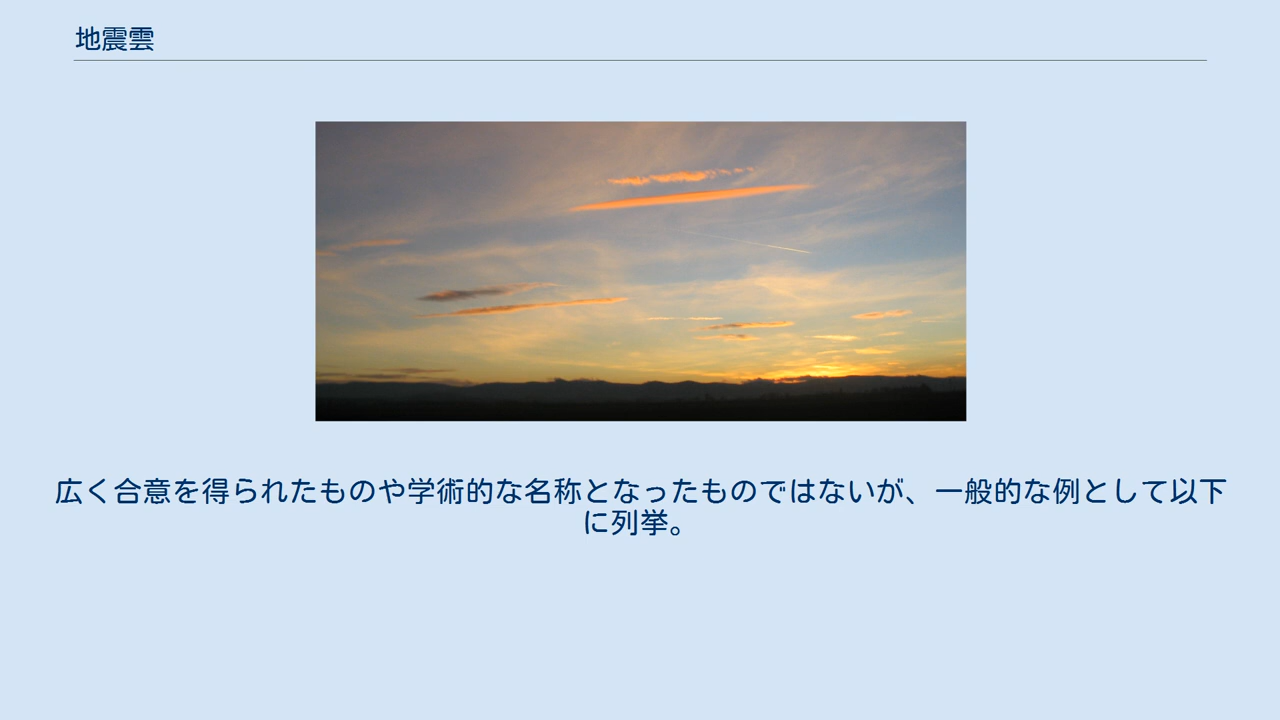 地震雲
広く合意を得られたものや学術的な名称となったものではないが、一般的な例として以下
に列挙。